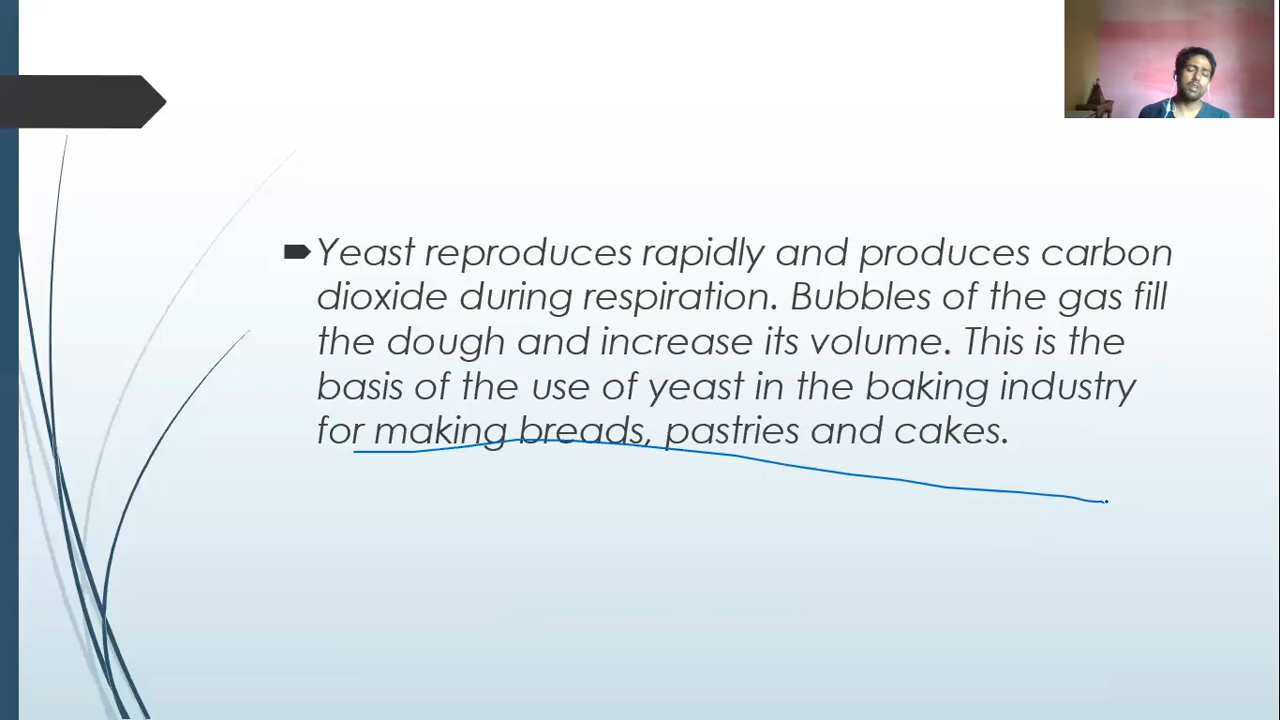 Yeast reproduces rapidly and produces carbon
dioxide during respiration. Bubbles of the gas fill
the dough and increase its volume. This is the
basis of the use of yeast in the baking industry
for making breads, pastries and cakes.